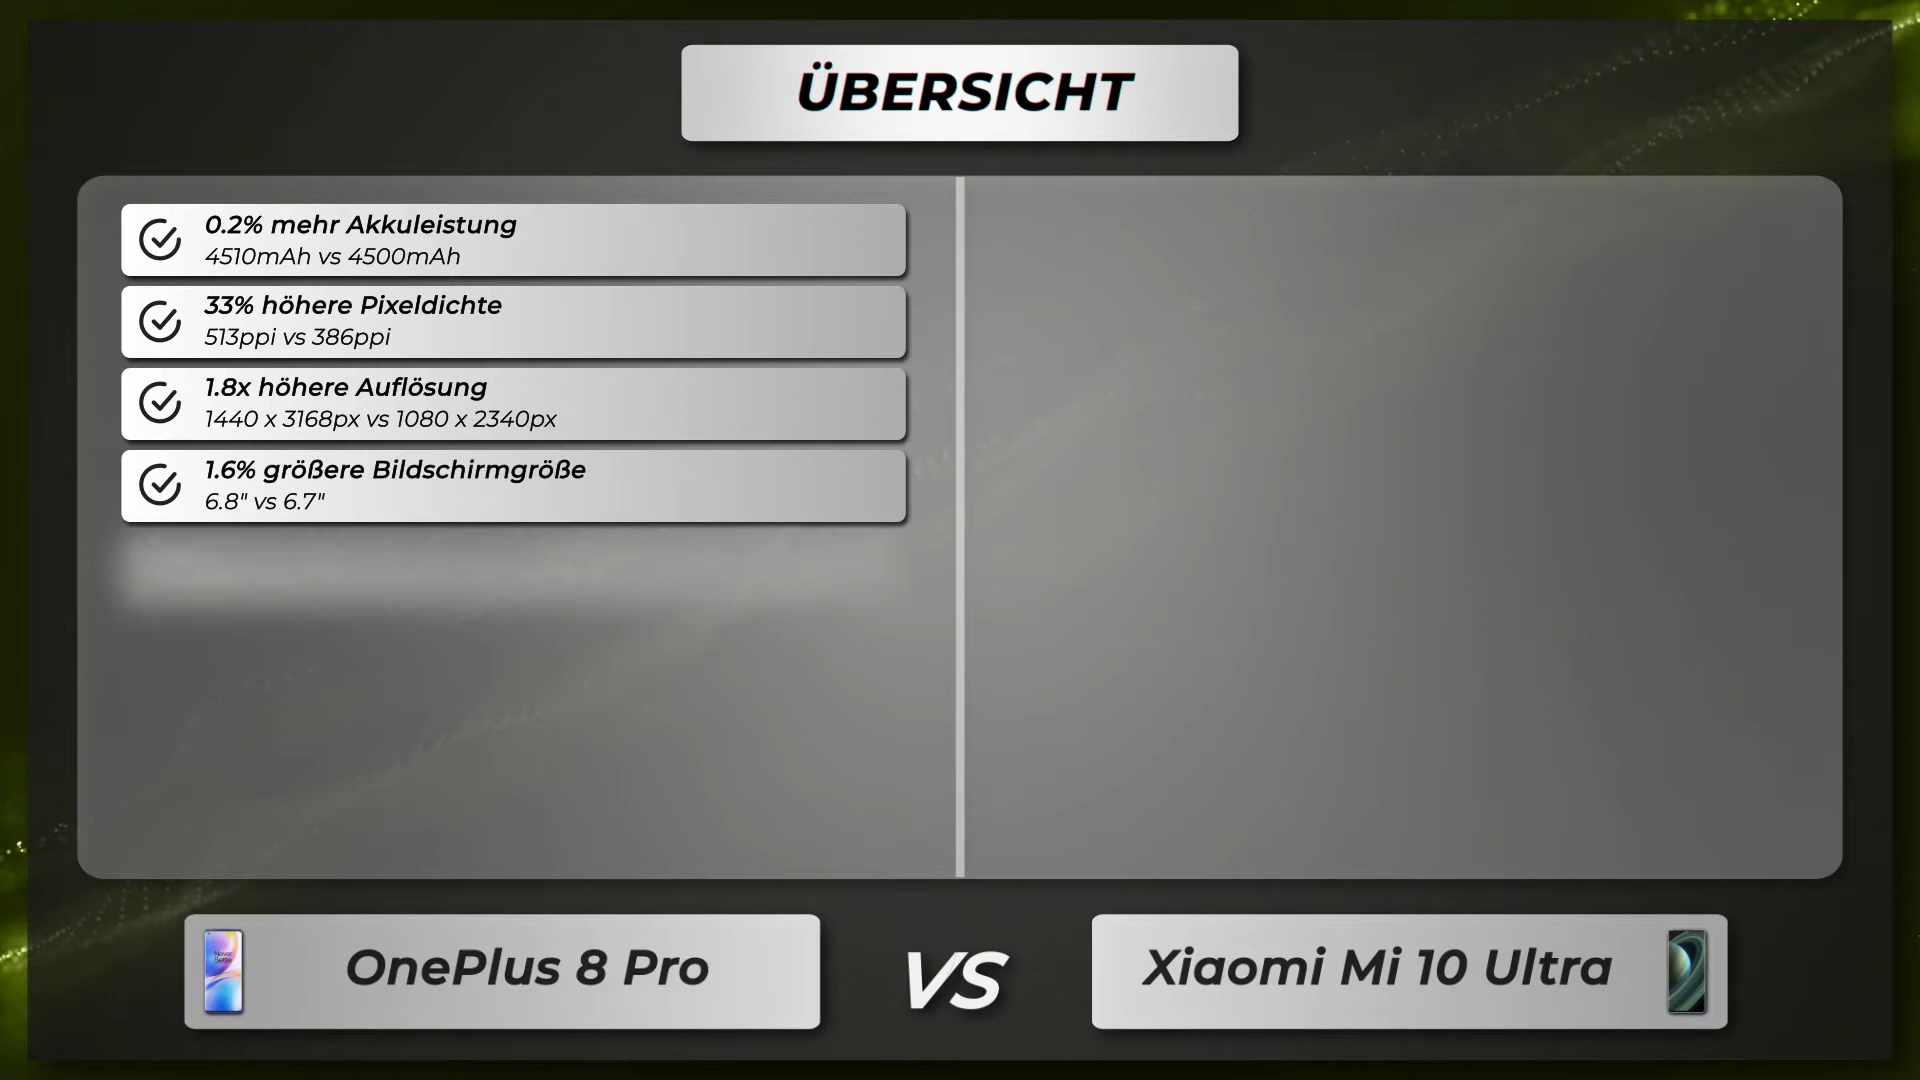 ÜBERSICHT
0.2% mehr Akkuleistung
4510mAh vs 4500mAh
33% höhere Pixeldichte
513ppi vs 386ppi
1.8x höhere Auflösung
1440 x 3168px vs 1080 x 2340px
1.6% größere Bildschirmgröße
6.8" vs 6.7"
Never
Settle
OnePlus 8 Pro
VS
Xiaomi Mi 10 Ultra